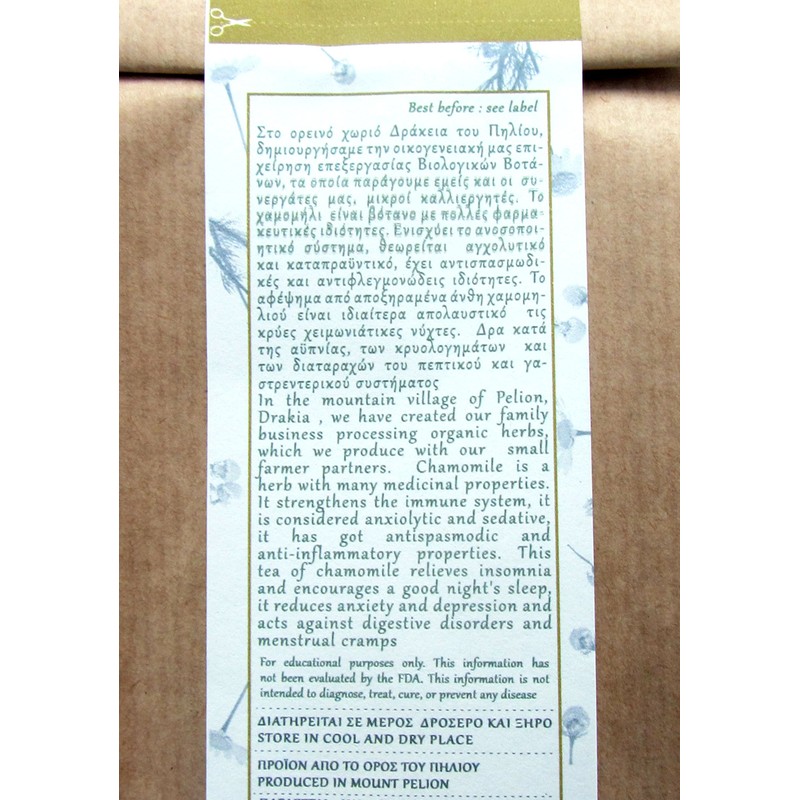 Best before : see label
Στο ορεινό χωριό Δράκεια του Πηλίου,
δημιουργήσαμε την οικογενειακή μας επι-
χείρηση επεξεργασίας Βιολογικών Βοτά-
νων, τα οποία παράγουμε εμείς και οι συ-
νεργάτες μας, μικροί καλλιεργητές. Το
χαμομήλι είναι βότανο με πολλές φαρμα-
κευτικές ιδιότητες. Ενισχύει το ανοσοποι-
ητικό σύστημα, θεωρείται αγχολυτικό
και καταπραϋντικό, έχει αντισπασμωδι-
κές και αντιφλεγμονώδεις ιδιότητες. Το
αφέψημα από αποξηραμένα άνθη χαμομη-
λιού είναι ιδιαίτερα απολαυστικό τις
κρύες χειμωνιάτικες νύχτες. Δρα κατά
της αϋπνίας, των κρυολογημάτων και
των διαταραχών του πεπτικού και γα-
στρεντερικού συστήματος
In the mountain village of Pelion,
Drakia , we have created our family
business processing organic herbs,
which we produce with our small
farmer partners. Chamomile is a
herb with many medicinal properties.
It strengthens the immune system, it
is considered anxiolytic and sedative,
it has got antispasmodic and
anti-inflammatory properties. This
tea of chamomile relieves insomnia
and encourages a good night's sleep,
it reduces anxiety and depression and
acts against digestive disorders and
menstrual cramps
For educational purposes only. This information has
not been evaluated by the FDA. This information is not
intended to diagnose, treat, cure, or prevent any disease
ΔΙΑΤΗΡΕΙΤΑΙ ΣΕ ΜΕΡΟΣ ΔΡΟΣΕΡΟ ΚΑΙ ΞΗΡΟ
STORE IN COOL AND DRY PLACE
ΠΡΟΪΟΝ ΑΠΟ ΤΟ ΟΡΟΣ ΤΟΥ ΠΗΛΙΟΥ
PRODUCED IN MOUNT PELION